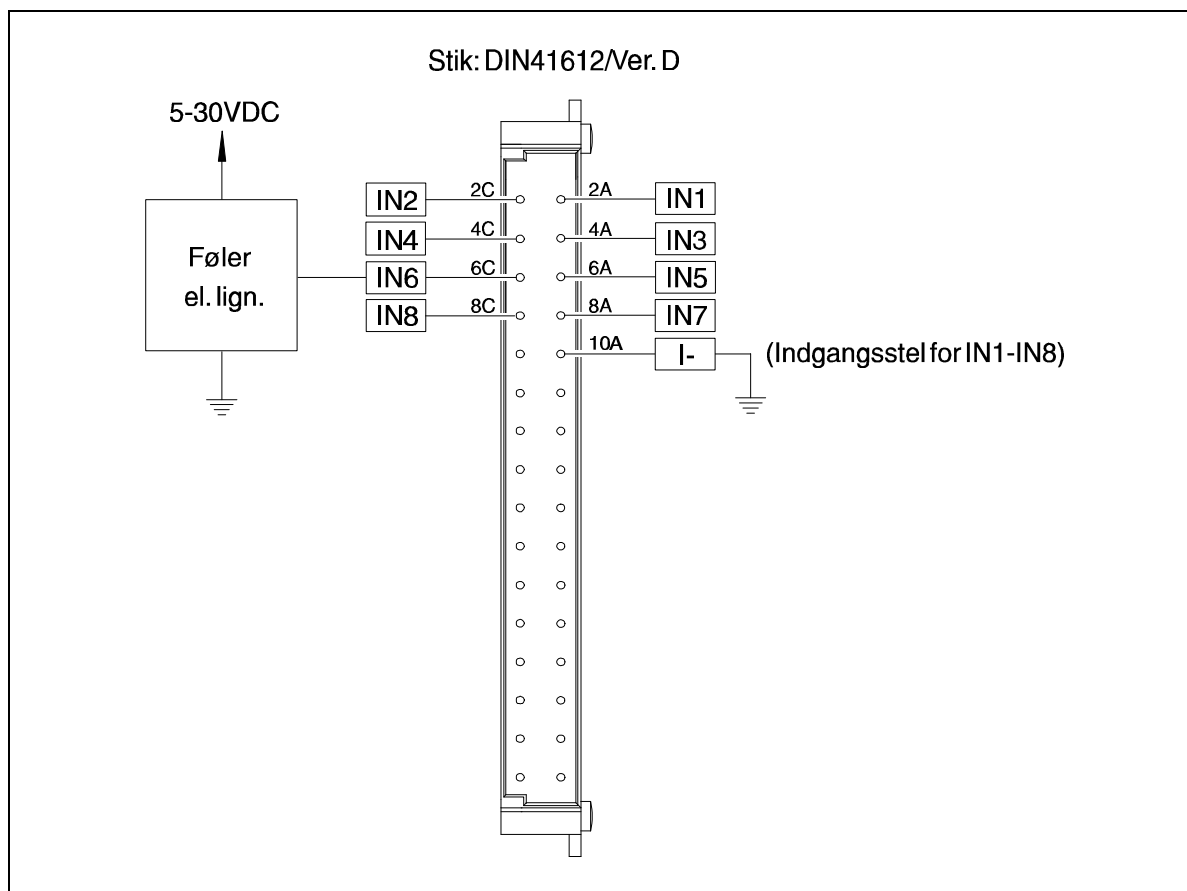 Stik: DIN41612/Ver. D
5-30VDC
IN2 2C 2A IN1
IN4 4C 4A IN3
Føler
el. lign.
IN6 6C 6A IN5
IN8 8C 8A IN7
10A I- (Indgangsstel for IN1-IN8)